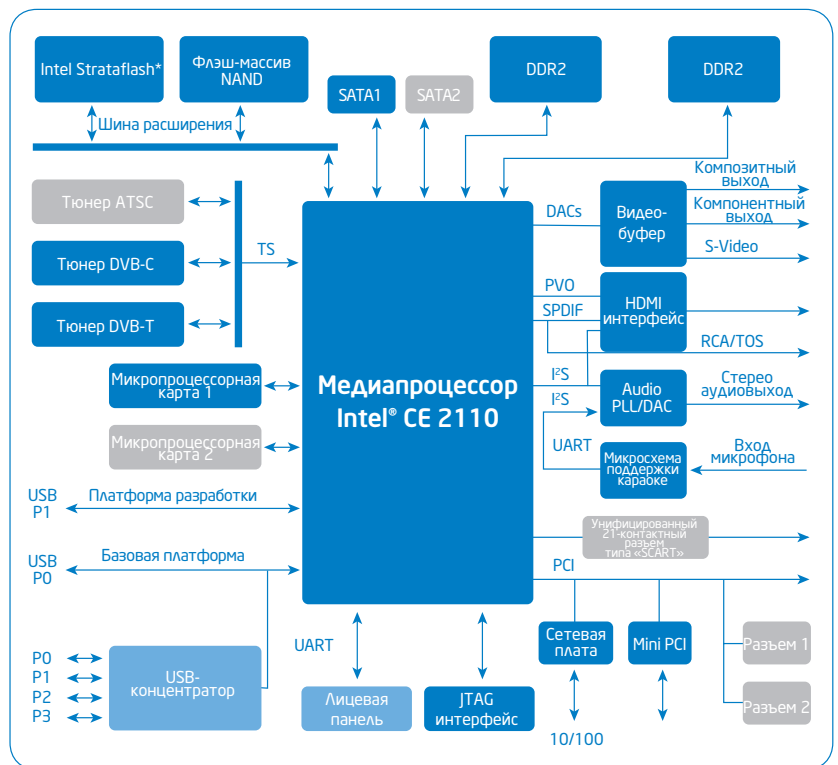 Intel Strataflash*
Флэш-массив
NAND
SATA1
SATA2
DDR2
DDR2
Шина расширения
Тюнер ATSC
Тюнер DVB-C
Тюнер DVB-T
TS
Микропроцессорная
карта 1
Микропроцессорная
карта 2
USB
P1
Платформа разработки
USB
P0
Базовая платформа
P0
P1
P2
P3
USB-
концентратор
Медиапроцессор
Intel® CE 2110
DACs
Видео-
буфер
Композитный
выход
Компонентный
выход
S-Video
PVO
SPDIF
HDMI
интерфейс
RCA/TOS
I²S
I²S
Audio
PLL/DAC
Стерео
аудиовыход
UART
Микросхема
поддержки
караоке
Вход
микрофона
Унифицированный
21-контактный
разъем
типа «SCART»
PCI
UART
Лицевая
панель
JTAG
интерфейс
Сетевая
плата
Mini PCI
Разъем 1
Разъем 2
10/100